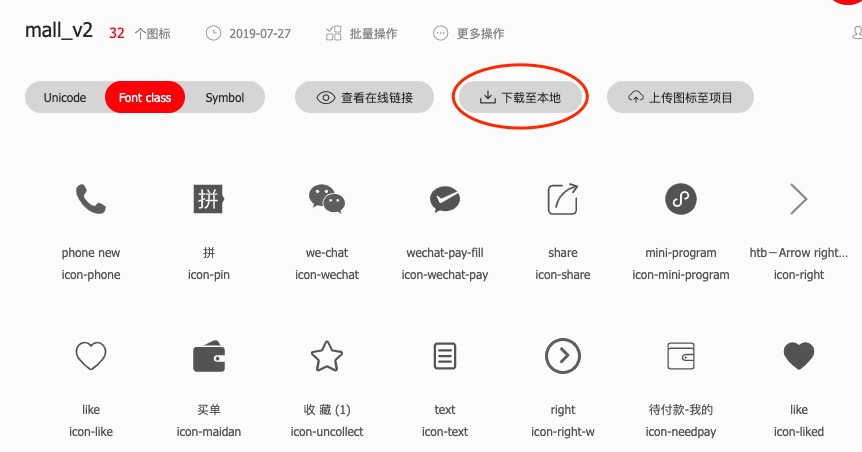 mall_v2 32 个图标 2019-07-27 批量操作 更多操作
Unicode Font class Symbol 查看在线链接 下载至本地 上传图标至项目
拼
phone new 拼 we-chat wechat-pay-fill share mini-program htb-Arrow right...
icon-phone icon-pin icon-wechat icon-wechat-pay icon-share icon-mini-program icon-right
like 买单 收 藏 (1) text right 待付款-我的 like
icon-like icon-maidan icon-uncollect icon-text icon-right-w icon-needpay icon-liked